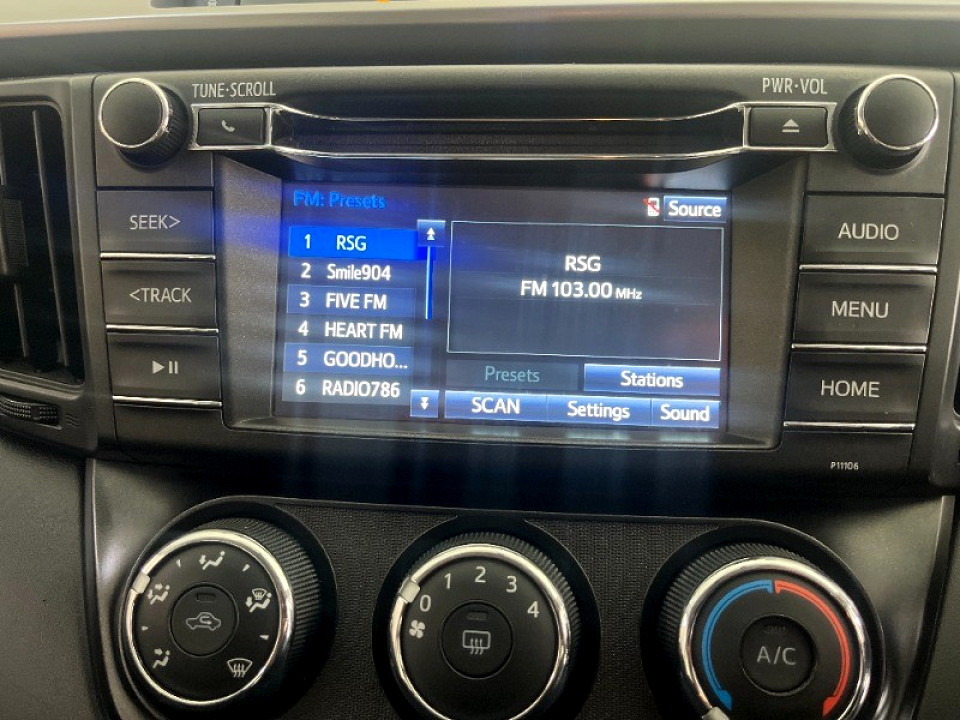 TUNE·SCROLL
PWR·VOL
SEEK>
<TRACK
FM: Presets
Source
1 RSG
2 Smile904
3 FIVE FM
4 HEART FM
5 GOODHO...
6 RADIO786
RSG
FM 103.00 MHz
Presets
Stations
SCAN
Settings
Sound
AUDIO
MENU
HOME
P11106
0 1 2 3 4
A/C